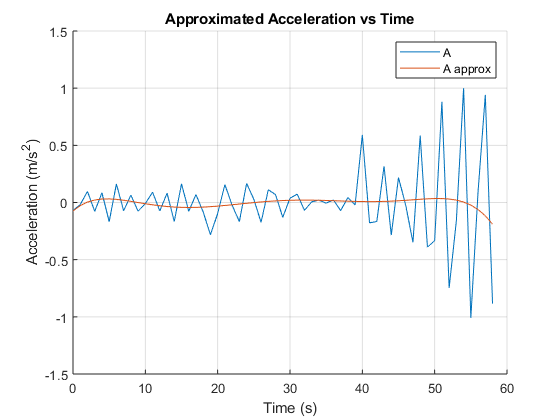 Approximated Acceleration vs Time
1.5
1
0.5
0
-0.5
-1
-1.5
Acceleration (m/s²)
A
A approx
0 10 20 30 40 50 60
Time (s)